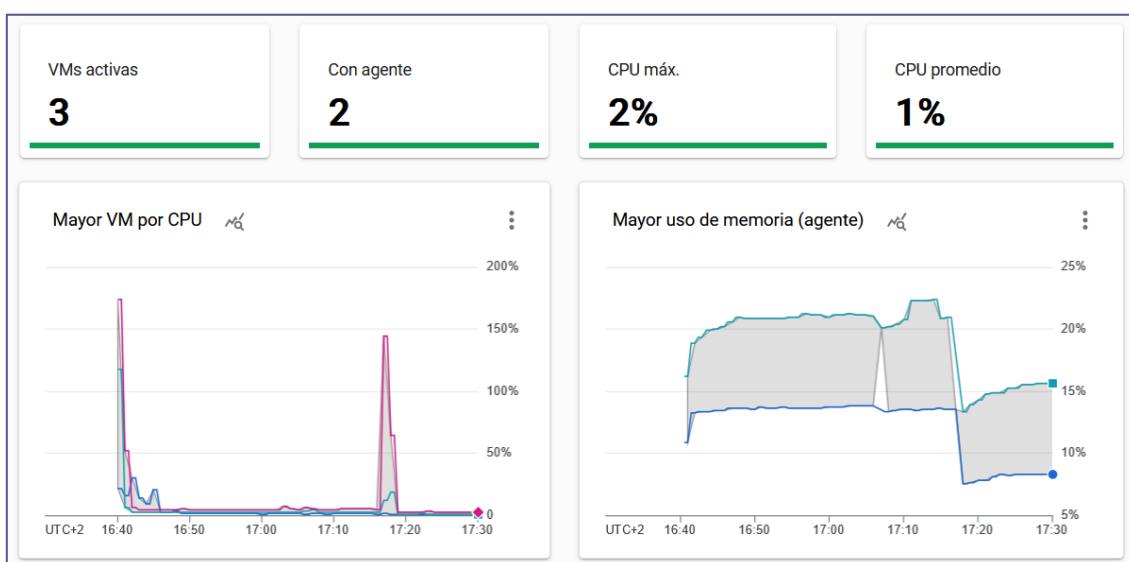 VMs activas
3
Con agente
2
CPU máx.
2%
CPU promedio
1%
Mayor VM por CPU
200%
150%
100%
50%
0
UTC+2 16:40 16:50 17:00 17:10 17:20 17:30
Mayor uso de memoria (agente)
25%
20%
15%
10%
5%
UTC+2 16:40 16:50 17:00 17:10 17:20 17:30